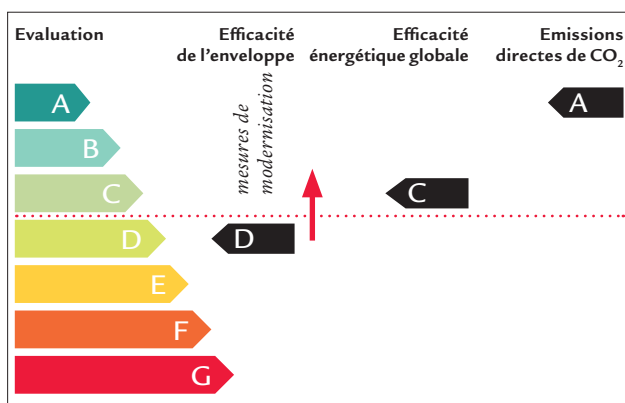 Evaluation
Efficacité
de l’enveloppe
Efficacité
énergétique globale
Emissions
directes de CO₂
mesures de
modernisation
A
A
B
C
C
D
D
E
F
G